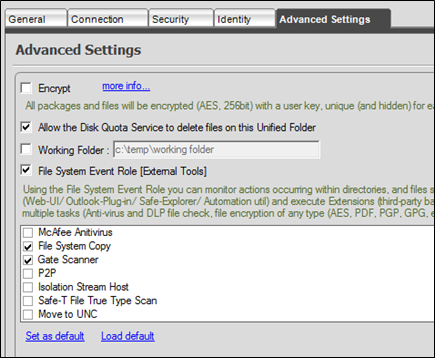 General Connection Security Identity Advanced Settings
Advanced Settings
Encrypt more info...
All packages and files will be encrypted (AES, 256bit) with a user key, unique (and hidden) for
Allow the Disk Quota Service to delete files on this Unified Folder
Working Folder : c:\temp\working folder
File System Event Role [External Tools]
Using the File System Event Role you can monitor actions occurring within directories, and files
(Web-UI/ Outlook-Plug-in/ Safe-Explorer/ Automation util) and execute Extensions (third-party
multiple tasks (Anti-virus and DLP file check, file encryption of any type (AES, PDF, PGP, GPG,
McAfee Anitivirus
File System Copy
Gate Scanner
P2P
Isolation Stream Host
Safe-T File True Type Scan
Move to UNC
Set as default Load default